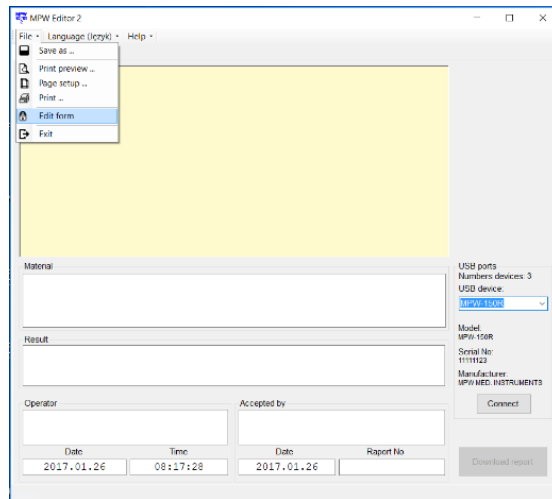 MPW Editor 2
File Language (Język) Help
Save as ...
Print preview ...
Page setup ...
Print ...
Edit form
Exit
Material
Result
Operator
Accepted by
Date Time Date Raport No
2017.01.26 08:17:28 2017.01.26
USB ports
Numbers devices: 3
USB device:
MPW-150R
Model:
MPW-150R
Serial No:
11111123
Manufacturer:
MPW MED. INSTRUMENTS
Connect
Download report